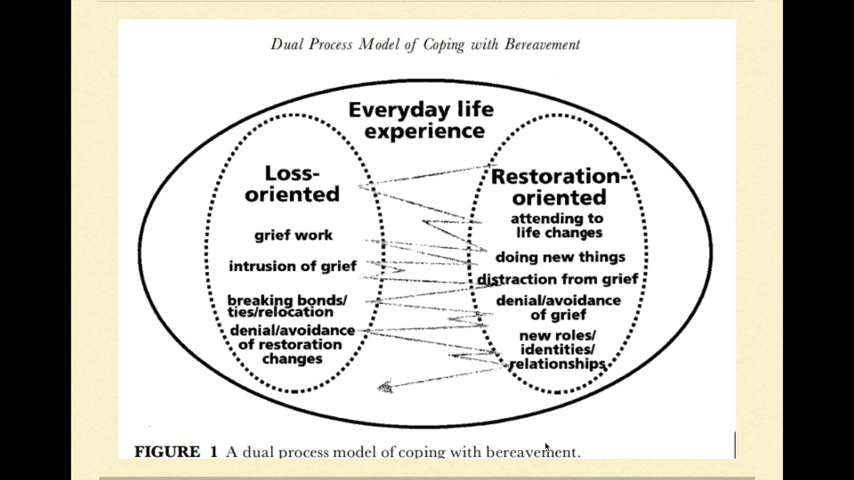 Dual Process Model of Coping with Bereavement
Everyday life
experience
Loss-
oriented
grief work
intrusion of grief
breaking bonds/
ties/relocation
denial/avoidance
of restoration
changes
Restoration-
oriented
attending to
life changes
doing new things
distraction from grief
denial/avoidance
of grief
new roles/
identities/
relationships
FIGURE 1 A dual process model of coping with bereavement.